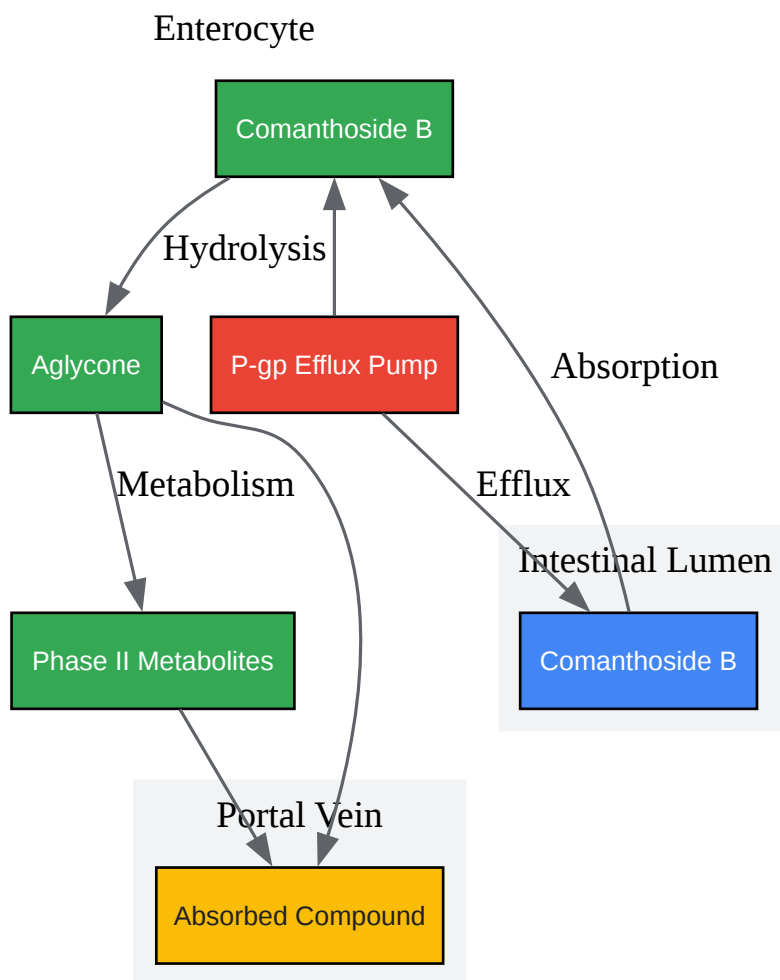 Enterocyte
Comanthoside B
Hydrolysis
Aglycone
P-gp Efflux Pump
Absorption
Metabolism
Efflux
Intestinal Lumen
Phase II Metabolites
Comanthoside B
Portal Vein
Absorbed Compound